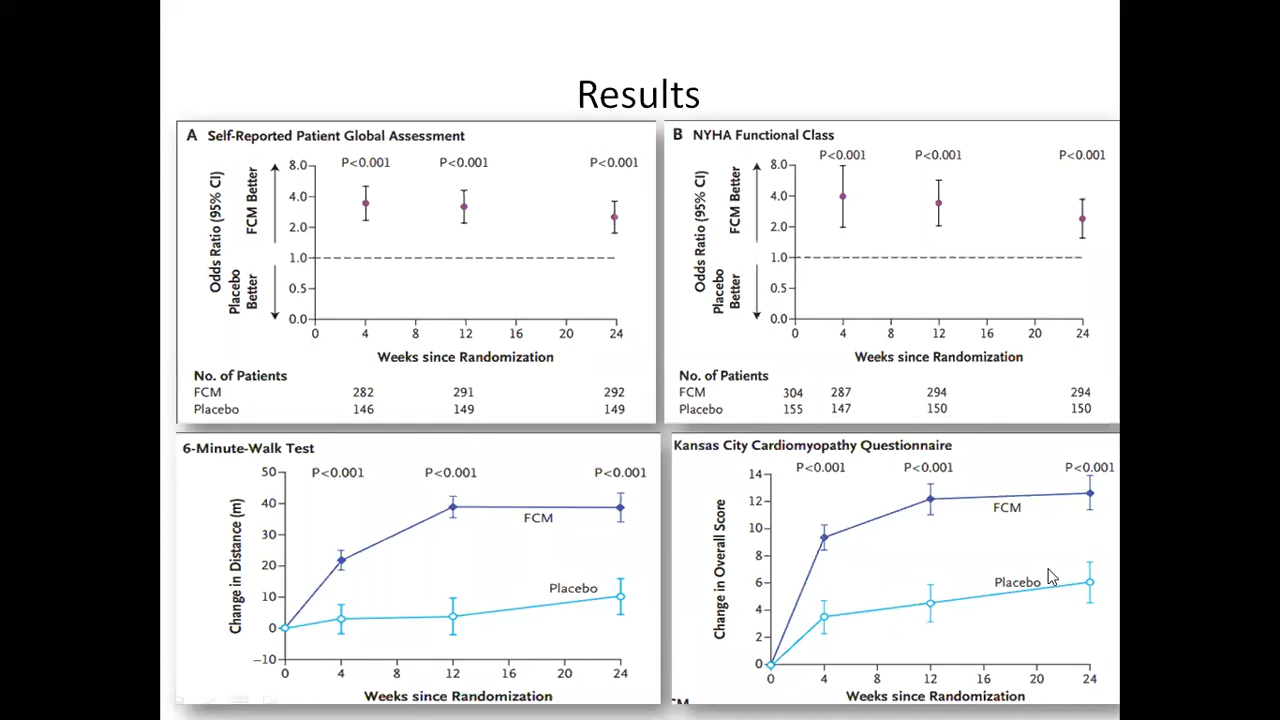 Results
A Self-Reported Patient Global Assessment
P<0.001 P<0.001 P<0.001
Odds Ratio (95% CI)
FCM Better
Placebo Better
8.0
4.0
2.0
1.0
0.5
0.0
0 4 8 12 16 20 24
Weeks since Randomization
No. of Patients
FCM 282 291 292
Placebo 146 149 149
B NYHA Functional Class
P<0.001 P<0.001 P<0.001
Odds Ratio (95% CI)
FCM Better
Placebo Better
8.0
4.0
2.0
1.0
0.5
0.0
0 4 8 12 16 20 24
Weeks since Randomization
No. of Patients
FCM 304 287 294 294
Placebo 155 147 150 150
6-Minute-Walk Test
P<0.001 P<0.001 P<0.001
Change in Distance (m)
50
40
30
20
10
0
−10
FCM
Placebo
0 4 8 12 16 20 24
Weeks since Randomization
Kansas City Cardiomyopathy Questionnaire
P<0.001 P<0.001 P<0.001
Change in Overall Score
14
12
10
8
6
4
2
0
FCM
Placebo
0 4 8 12 16 20 24
Weeks since Randomization